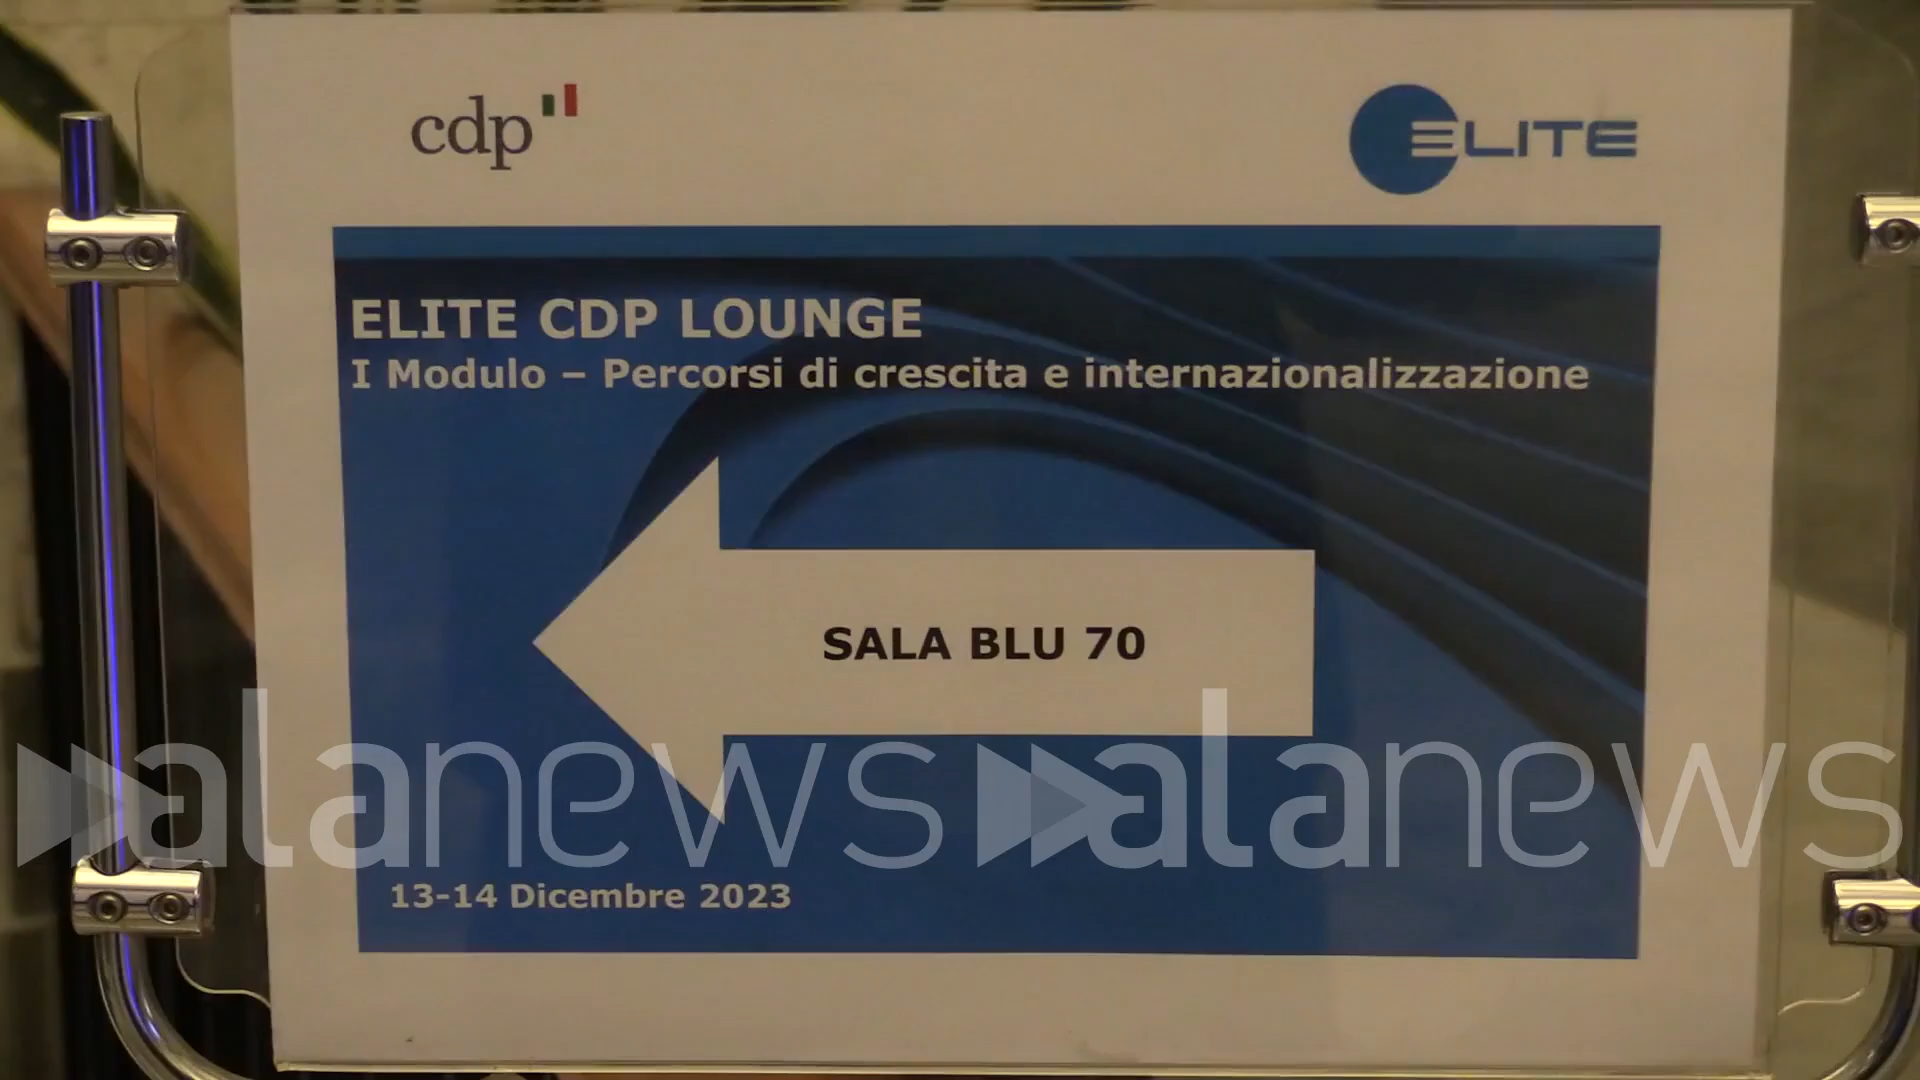 cdp
ELITE
ELITE CDP LOUNGE
I Modulo – Percorsi di crescita e internazionalizzazione
SALA BLU 70
alanews alanews
13-14 Dicembre 2023